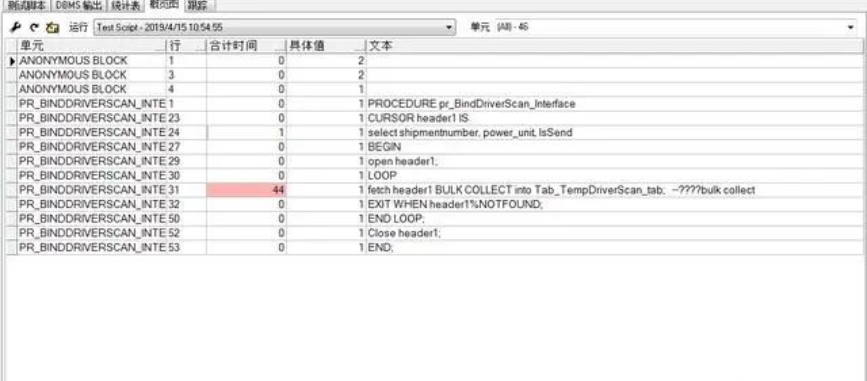 测试脚本 DBMS 输出 统计表 概览图 跟踪
运行 Test Script - 2019/4/15 10:54:55 单元 (All) - 46
单元 行 合计时间 具体值 文本
ANONYMOUS BLOCK 1 0 2
ANONYMOUS BLOCK 3 0 2
ANONYMOUS BLOCK 4 0 1
PR_BINDDRIVERSCAN_INTE 1 0 1 PROCEDURE pr_BindDriverScan_Interface
PR_BINDDRIVERSCAN_INTE 23 0 1 CURSOR header1 IS
PR_BINDDRIVERSCAN_INTE 24 1 1 select shipmentnumber, power_unit, IsSend
PR_BINDDRIVERSCAN_INTE 27 0 1 BEGIN
PR_BINDDRIVERSCAN_INTE 29 0 1 open header1;
PR_BINDDRIVERSCAN_INTE 30 0 1 LOOP
PR_BINDDRIVERSCAN_INTE 31 44 1 fetch header1 BULK COLLECT into Tab_TempDriverScan_tab; --????bulk collect
PR_BINDDRIVERSCAN_INTE 32 0 1 EXIT WHEN header1%NOTFOUND;
PR_BINDDRIVERSCAN_INTE 50 0 1 END LOOP;
PR_BINDDRIVERSCAN_INTE 52 0 1 Close header1;
PR_BINDDRIVERSCAN_INTE 53 0 1 END;